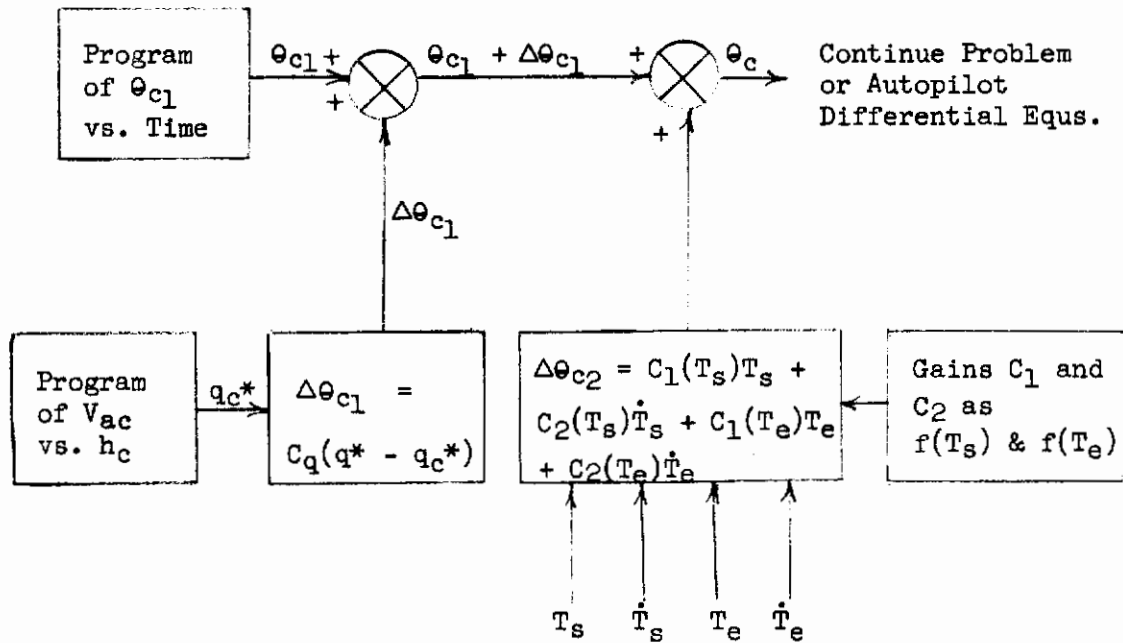 Program
of θc1
vs. Time
θc1 +
+
θc1 + Δθc1
+
+
θc
Continue Problem
or Autopilot
Differential Equs.
Δθc1
Program
of Vac
vs. hc
qc*
Δθc1 =
Cq(q* - qc*)
Δθc2 = C1(Ts)Ts +
C2(Ts)Ṫs + C1(Te)Te
+ C2(Te)Ṫe
Gains C1 and
C2 as
f(Ts) & f(Te)
Ts Ṫs Te Ṫe